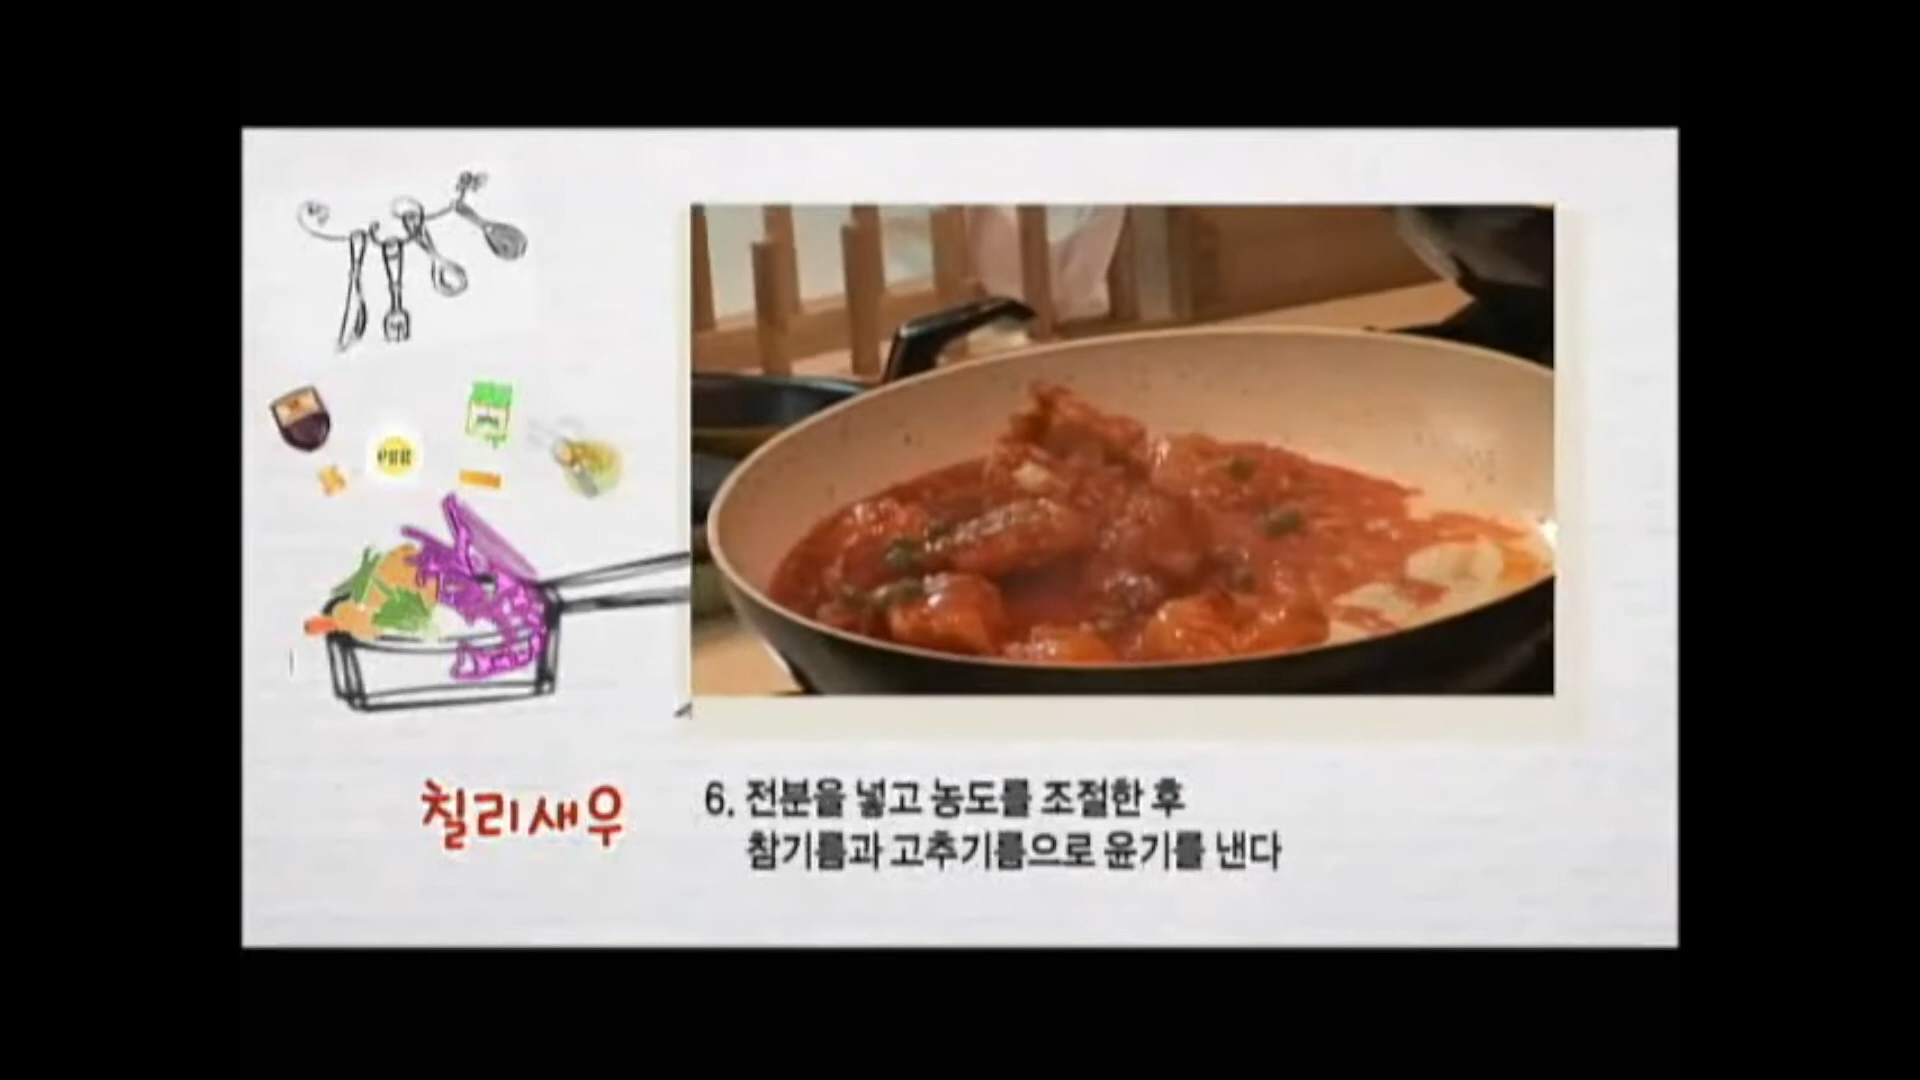 칠리새우
6. 전분을 넣고 농도를 조절한 후
참기름과 고추기름으로 윤기를 낸다